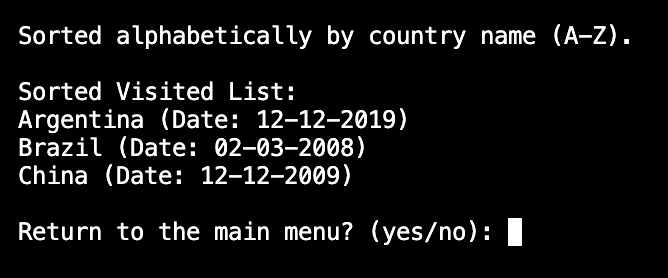 Sorted alphabetically by country name (A-Z).
Sorted Visited List:
Argentina (Date: 12-12-2019)
Brazil (Date: 02-03-2008)
China (Date: 12-12-2009)
Return to the main menu? (yes/no):